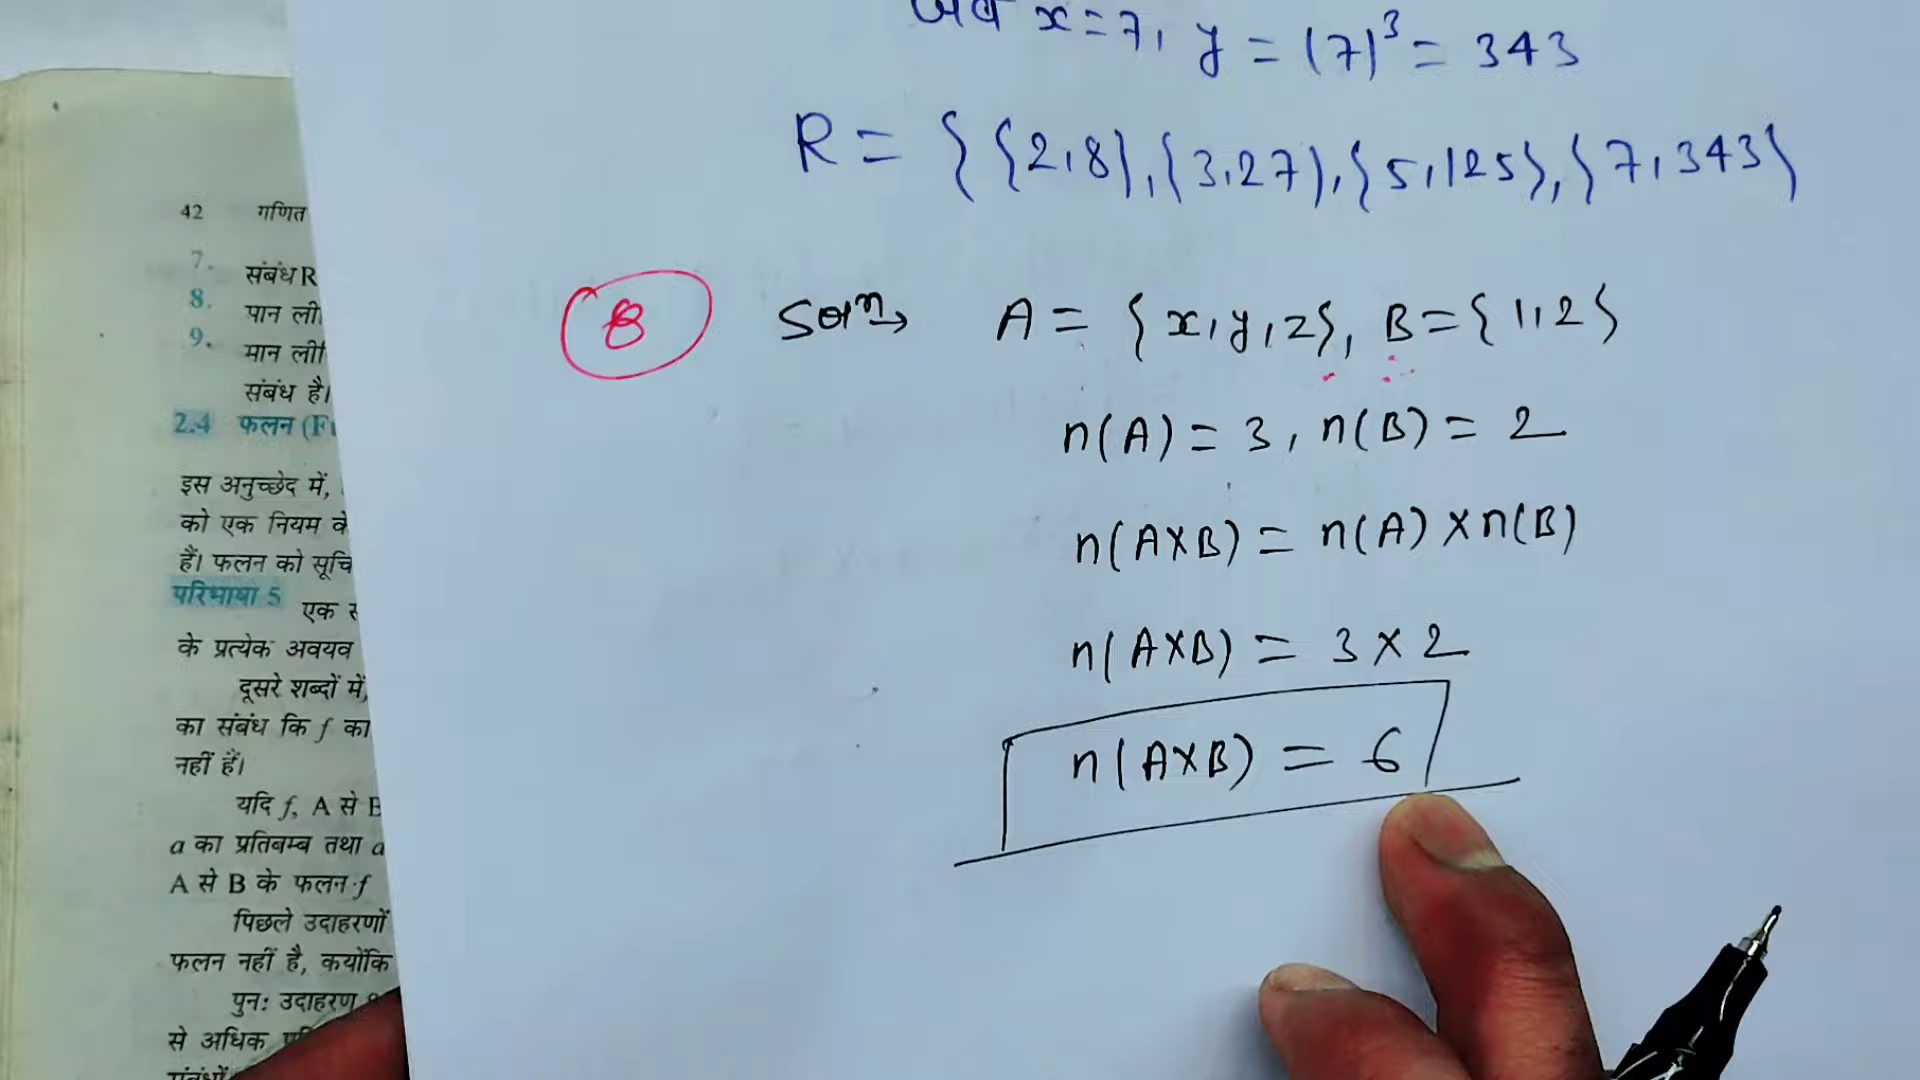 जब x=7, y = (7)³ = 343
R = { {2,8}, {3,27}, {5,125}, {7,343}
8 Solⁿ→ A = {x, y, z}, B = {1,2}
n(A) = 3, n(B) = 2
n(A×B) = n(A) × n(B)
n(A×B) = 3 × 2
n(A×B) = 6
42 गणित
7. संबंध R
8. मान ली
9. मान ली
संबंध है।
2.4 फलन (F
इस अनुच्छेद में,
को एक नियम के
हैं। फलन को सूचि
परिभाषा 5 एक स
के प्रत्येक अवयव
दूसरे शब्दों में,
का संबंध कि f का
नहीं हैं।
यदि f, A से B
a का प्रतिबिम्ब तथा a
A से B के फलन f
पिछले उदाहरणों
फलन नहीं है, क्योंकि
पुन: उदाहरण
से अधिक